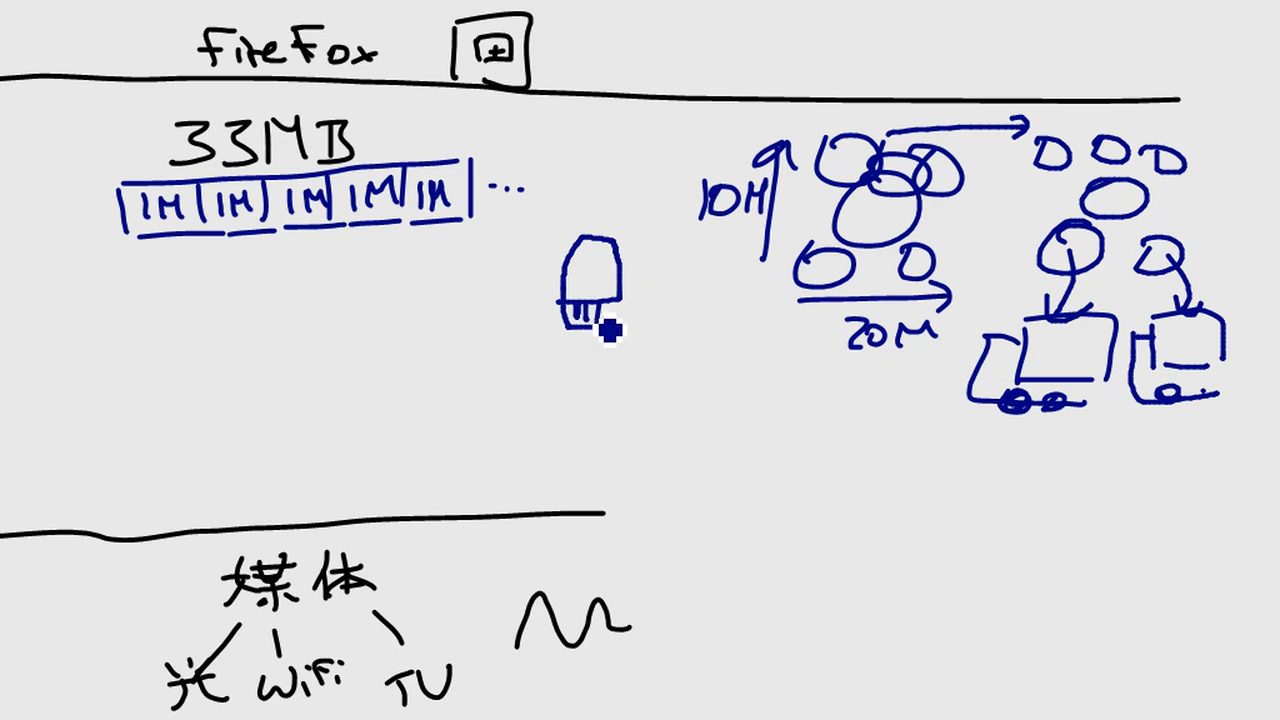 FireFox
33MB
1M 1M 1M 1M 1M ...
10M
20M
媒体
光 WiFi TV